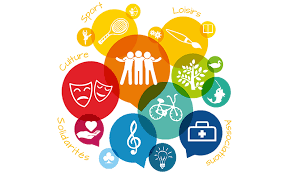 Sport
Loisirs
Culture
Solidarités
Associations